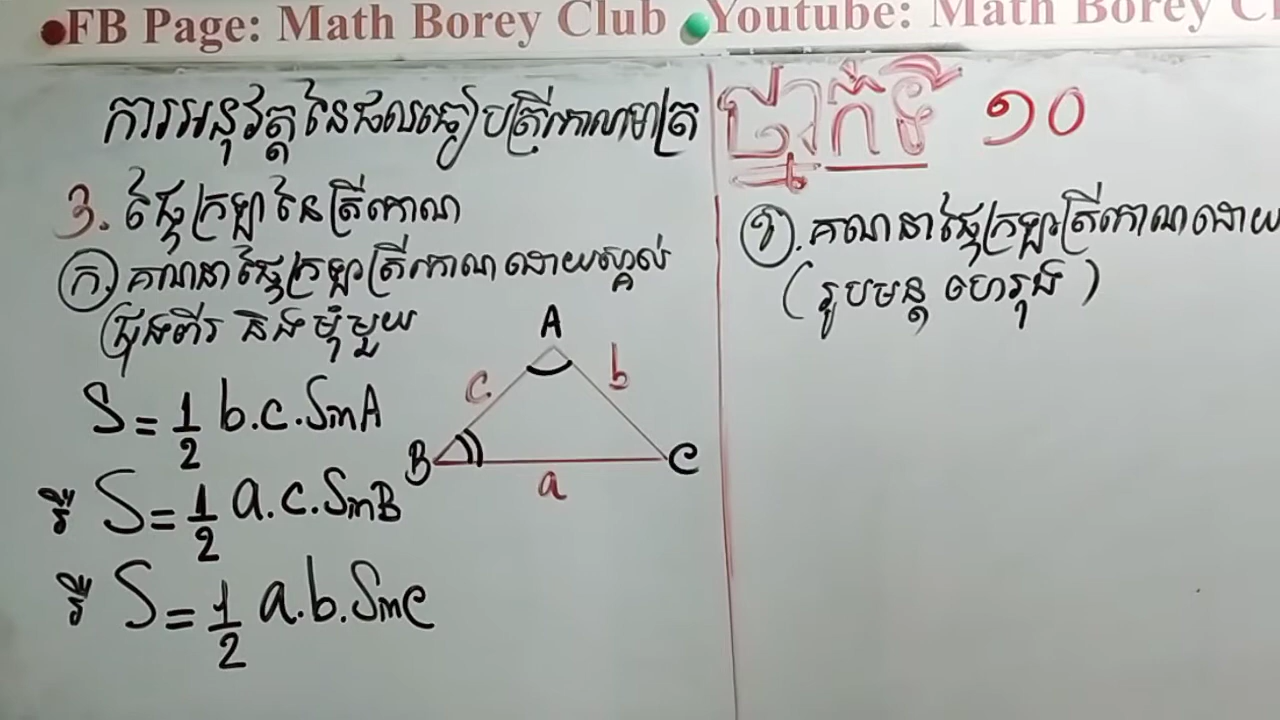 FB Page: Math Borey Club Youtube: Math Borey Cl
ការអនុវត្តនៃផលធៀបត្រីកោណមាត្រ
ថ្នាក់ទី ១០
3. ផ្ទៃក្រឡានៃត្រីកោណ
ក. គណនាផ្ទៃក្រឡាត្រីកោណដោយស្គាល់
ជ្រុងពីរ និងមុំមួយ
A
c
b
B
C
a
S = 1/2 b.c.SinA
រឺ S = 1/2 a.c.SinB
រឺ S = 1/2 a.b.SinC
ខ. គណនាផ្ទៃក្រឡាត្រីកោណដោយ
(រូបមន្ត ហេរុង)